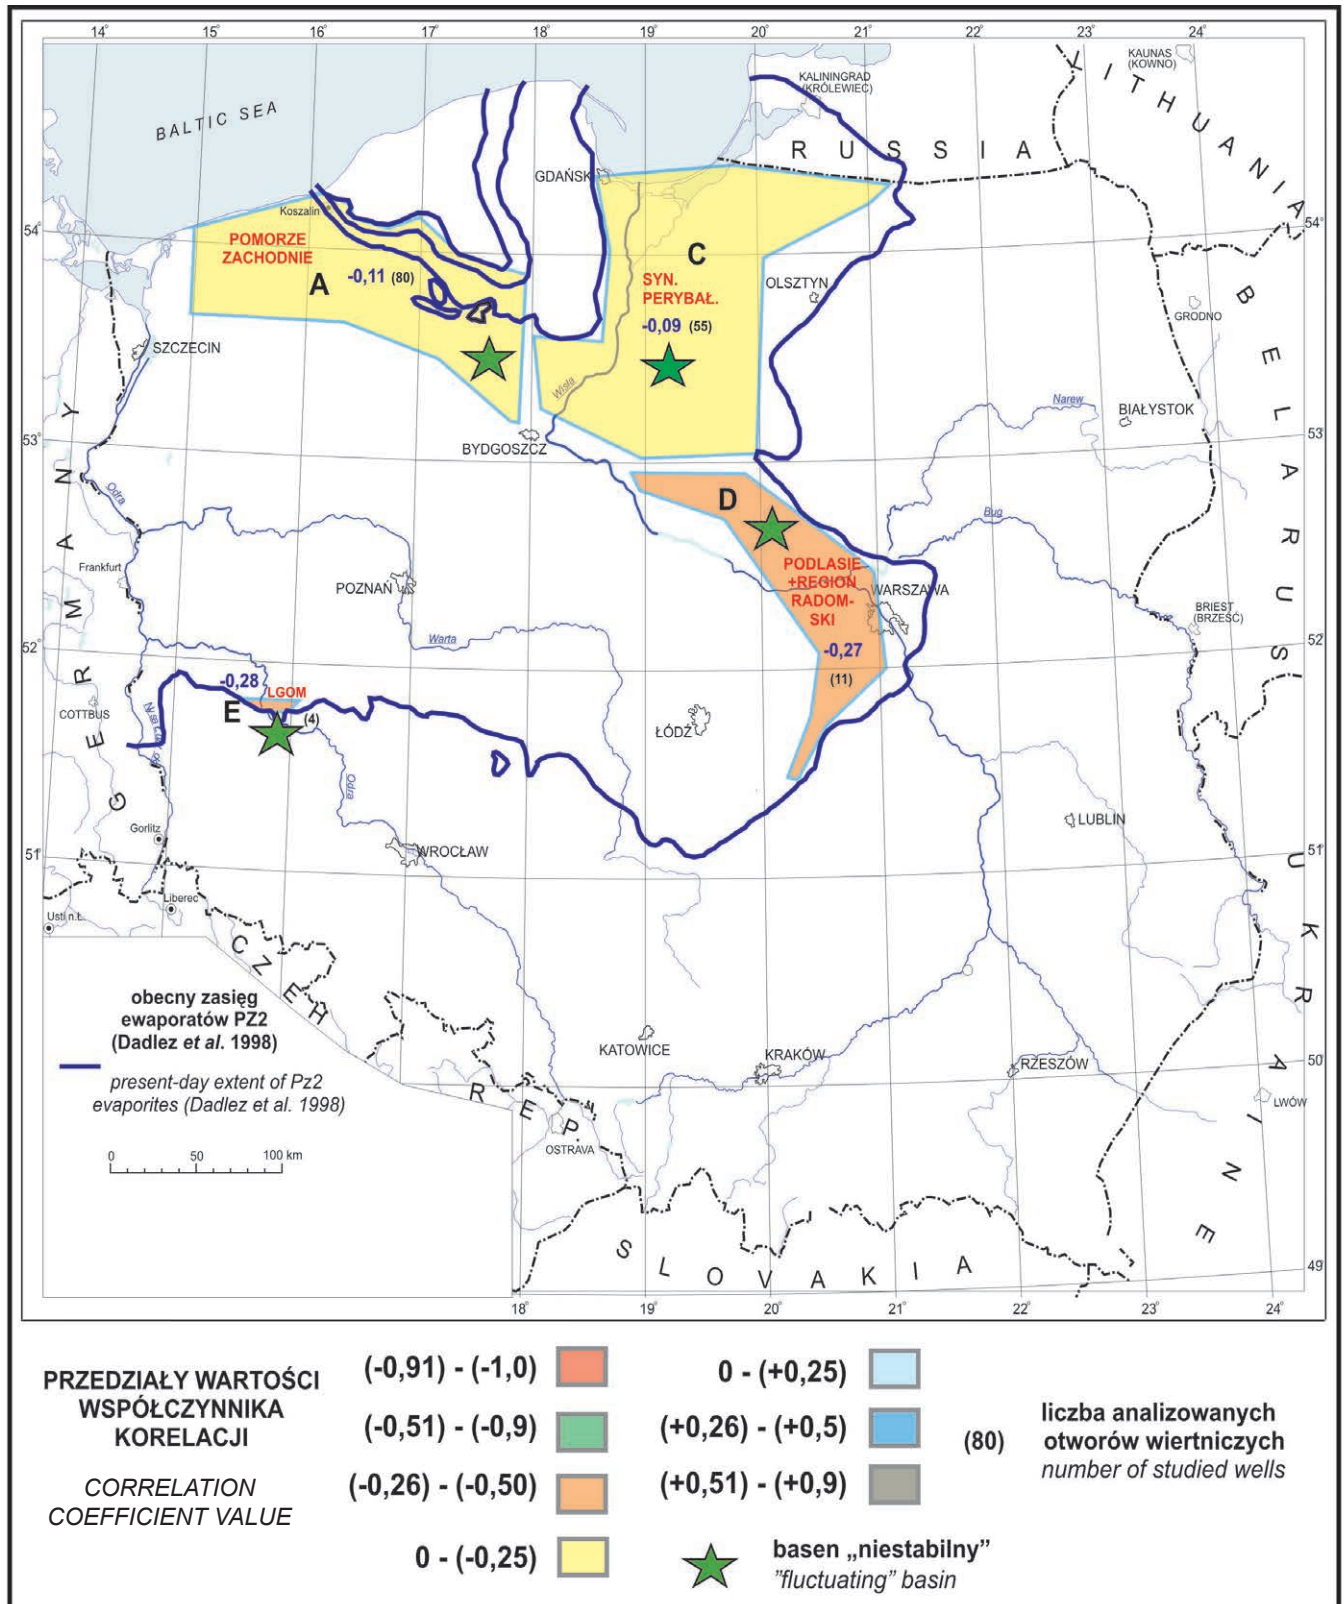 14°
15°
16°
17°
18°
19°
20°
21°
22°
23°
24°
KAUNAS
(KOWNO)
LITHUANIA
KALININGRAD
(KRÓLEWIEC)
BALTIC SEA
RUSSIA
GDAŃSK
Koszalin
54°
54°
POMORZE
ZACHODNIE
A
-0,11 (80)
C
SYN.
PERYBAŁ.
-0,09 (55)
OLSZTYN
GRODNO
BELARUS
SZCZECIN
Wisła
Narew
BIAŁYSTOK
53°
53°
BYDGOSZCZ
GERMANY
Odra
D
Bug
Frankfurt
POZNAŃ
PODLASIE
+REGION
RADOM-
SKI
-0,27
(11)
WARSZAWA
BRIEST
(BRZEŚĆ)
Warta
52°
52°
-0,28
LGOM
E
(4)
COTTBUS
ŁÓDŹ
Odra
LUBLIN
Gorlitz
51°
51°
WROCŁAW
UKRAINE
Liberec
Usti n.L.
CZEH
REP.
KATOWICE
KRAKÓW
RZESZÓW
50°
LWÓW
OSTRAVA
SLOVAKIA
49°
obecny zasięg
ewaporatów PZ2
(Dadlez et al. 1998)
present-day extent of Pz2
evaporites (Dadlez et al. 1998)
0 50 100 km
18°
19°
20°
21°
22°
23°
24°
PRZEDZIAŁY WARTOŚCI
WSPÓŁCZYNNIKA
KORELACJI
CORRELATION
COEFFICIENT VALUE
(-0,91) - (-1,0)
(-0,51) - (-0,9)
(-0,26) - (-0,50)
0 - (-0,25)
0 - (+0,25)
(+0,26) - (+0,5)
(+0,51) - (+0,9)
(80)
liczba analizowanych
otworów wiertniczych
number of studied wells
basen „niestabilny”
”fluctuating” basin